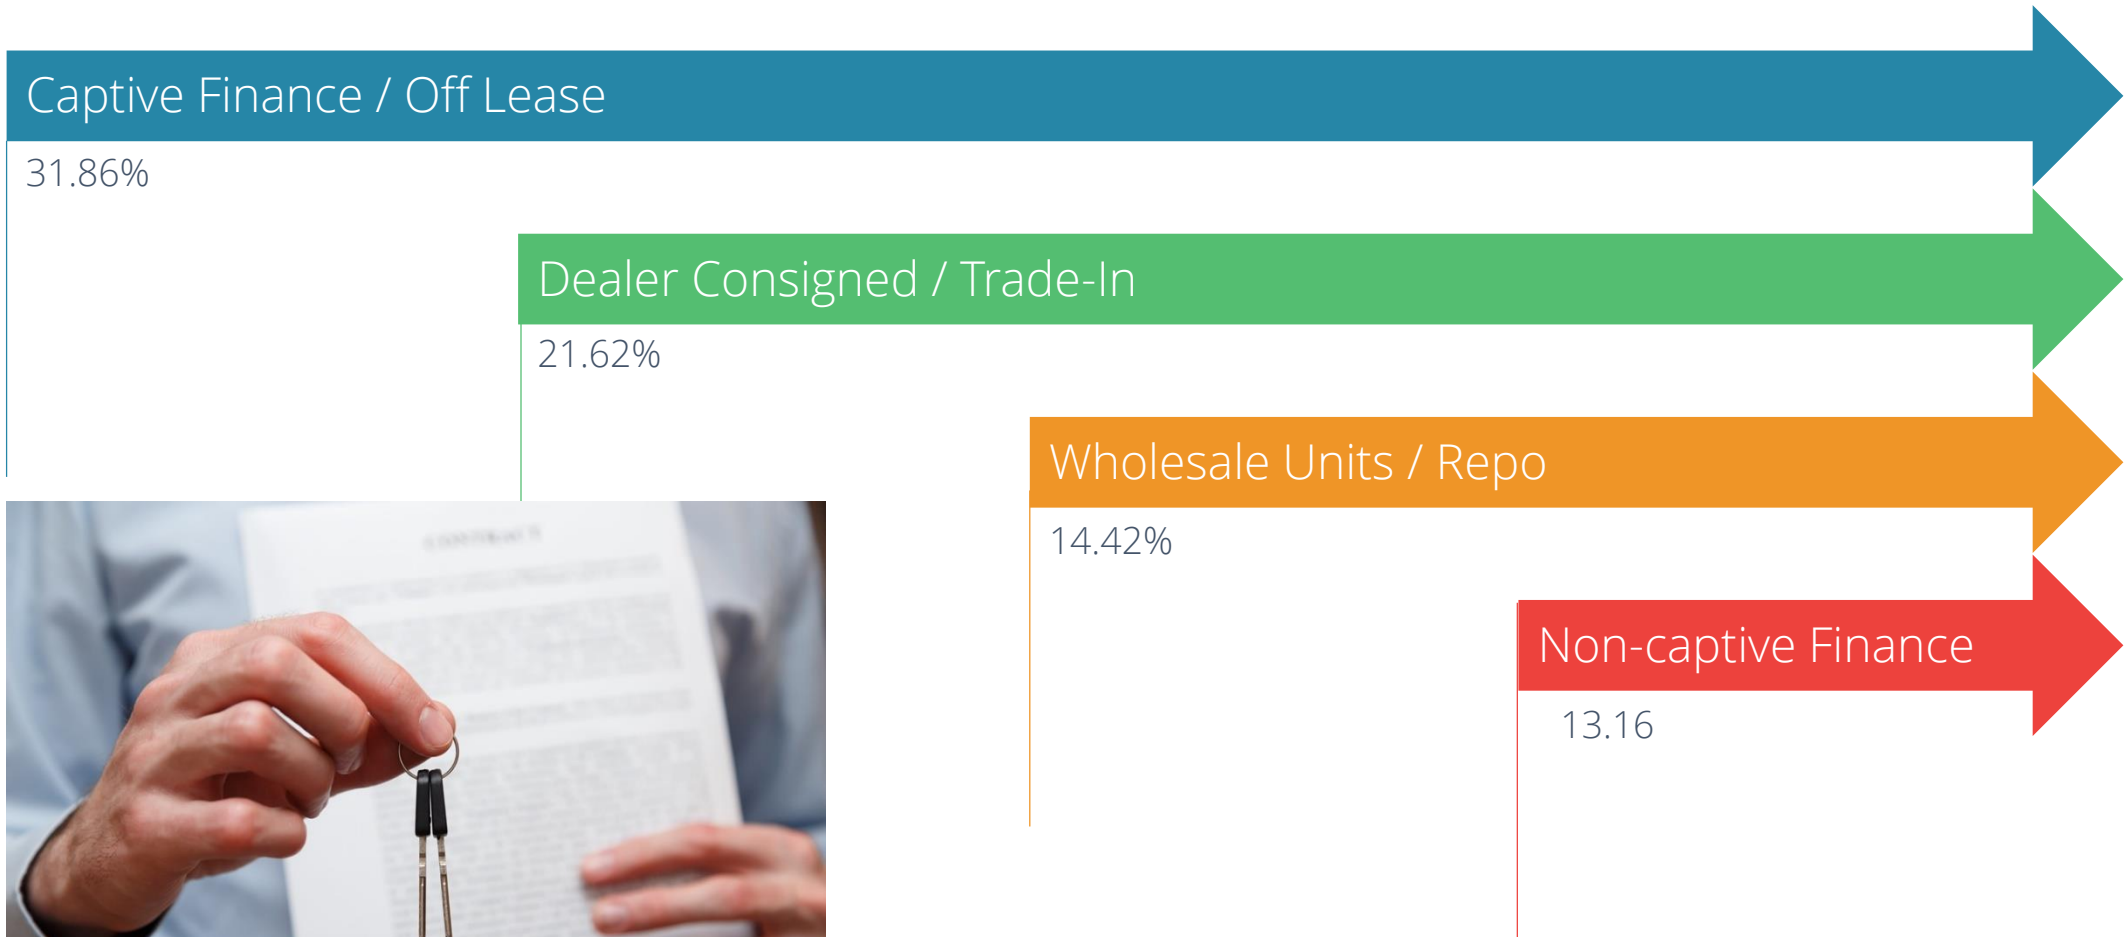 Captive Finance / Off Lease
31.86%
Dealer Consigned / Trade-In
21.62%
Wholesale Units / Repo
14.42%
Non-captive Finance
13.16
CONTRACT